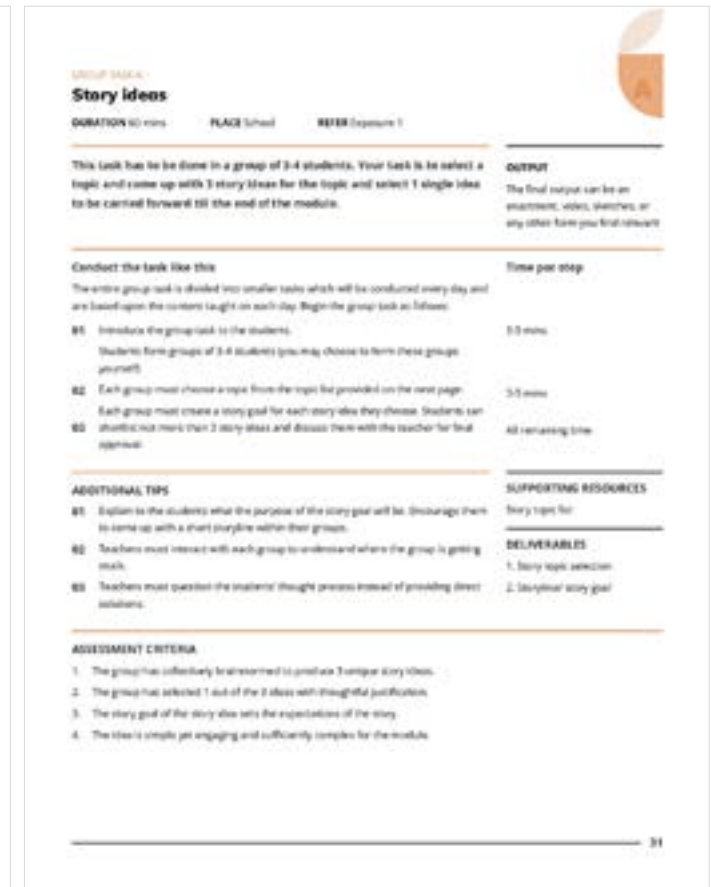 GROUP TASK A
Story ideas
DURATION 60 mins PLACE School REFER Exposure 1
This task has to be done in a group of 3-4 students. Your task is to select a
topic and come up with 3 story ideas for the topic and select 1 single idea
to be carried forward till the end of the module.
OUTPUT
The final output can be an
enactment, video, sketches, or
any other form you find relevant
Conduct the task like this
The entire group task is divided into smaller tasks which will be conducted every day and
are based upon the content taught on each day. Begin the group task as follows:
01 Introduce the group task to the students.
Students form groups of 3-4 students (you may choose to form these groups
yourself)
02 Each group must choose a topic from the topic list provided on the next page.
Each group must create a story goal for each story idea they choose. Students can
03 shortlist not more than 3 story ideas and discuss them with the teacher for final
approval.
Time per step
mins
mins
All remaining time
ADDITIONAL TIPS
01 Explain to the students what the purpose of the story goal will be. Encourage them
to come up with a short storyline within their groups.
02 Teachers must interact with each group to understand where the group is getting
stuck.
03 Teachers must question the students' thought process instead of providing direct
solutions.
SUPPORTING RESOURCES
Story topic list
DELIVERABLES
1. Story topic selection
2. Storyline/ story goal
ASSESSMENT CRITERIA
1. The group has collectively brainstormed to produce 3 unique story ideas.
2. The group has selected 1 out of the 3 ideas with thoughtful justification.
3. The story goal of the story idea sets the expectations of the story.
4. The idea is simple yet engaging and sufficiently complex for the module.
A
31